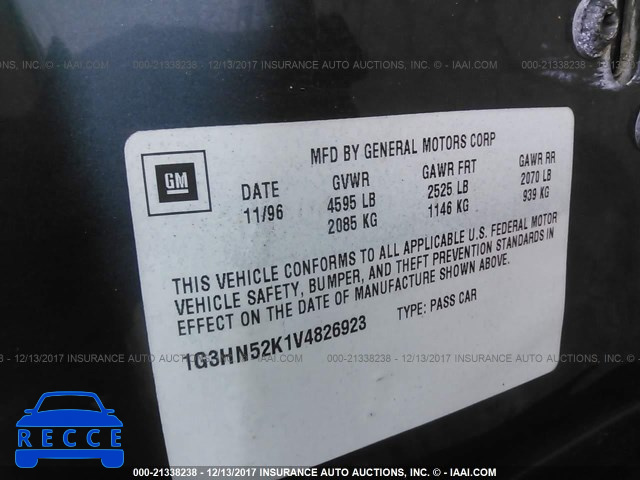 000-21338238 - 12/13/2017 INSURANCE AUTO AUCTIONS, INC. - © - IAAI.COM
GM
MFD BY GENERAL MOTORS CORP
DATE GVWR GAWR FRT GAWR RR
11/96 4595 LB 2525 LB 2070 LB
2085 KG 1146 KG 939 KG
THIS VEHICLE CONFORMS TO ALL APPLICABLE U.S. FEDERAL MOTOR
VEHICLE SAFETY, BUMPER, AND THEFT PREVENTION STANDARDS IN
EFFECT ON THE DATE OF MANUFACTURE SHOWN ABOVE.
1G3HN52K1V4826923 TYPE: PASS CAR
RECCE
000-21338238 - 12/13/2017 INSURANCE AUTO AUCTIONS, INC. - © - IAAI.COM